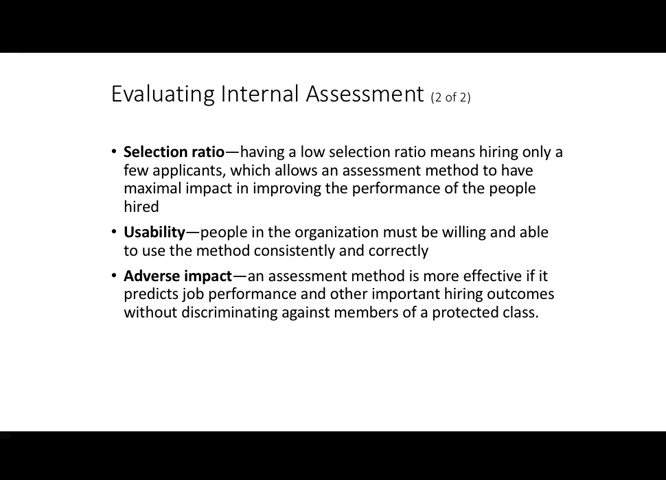 Evaluating Internal Assessment (2 of 2)
• Selection ratio—having a low selection ratio means hiring only a
few applicants, which allows an assessment method to have
maximal impact in improving the performance of the people
hired
• Usability—people in the organization must be willing and able
to use the method consistently and correctly
• Adverse impact—an assessment method is more effective if it
predicts job performance and other important hiring outcomes
without discriminating against members of a protected class.